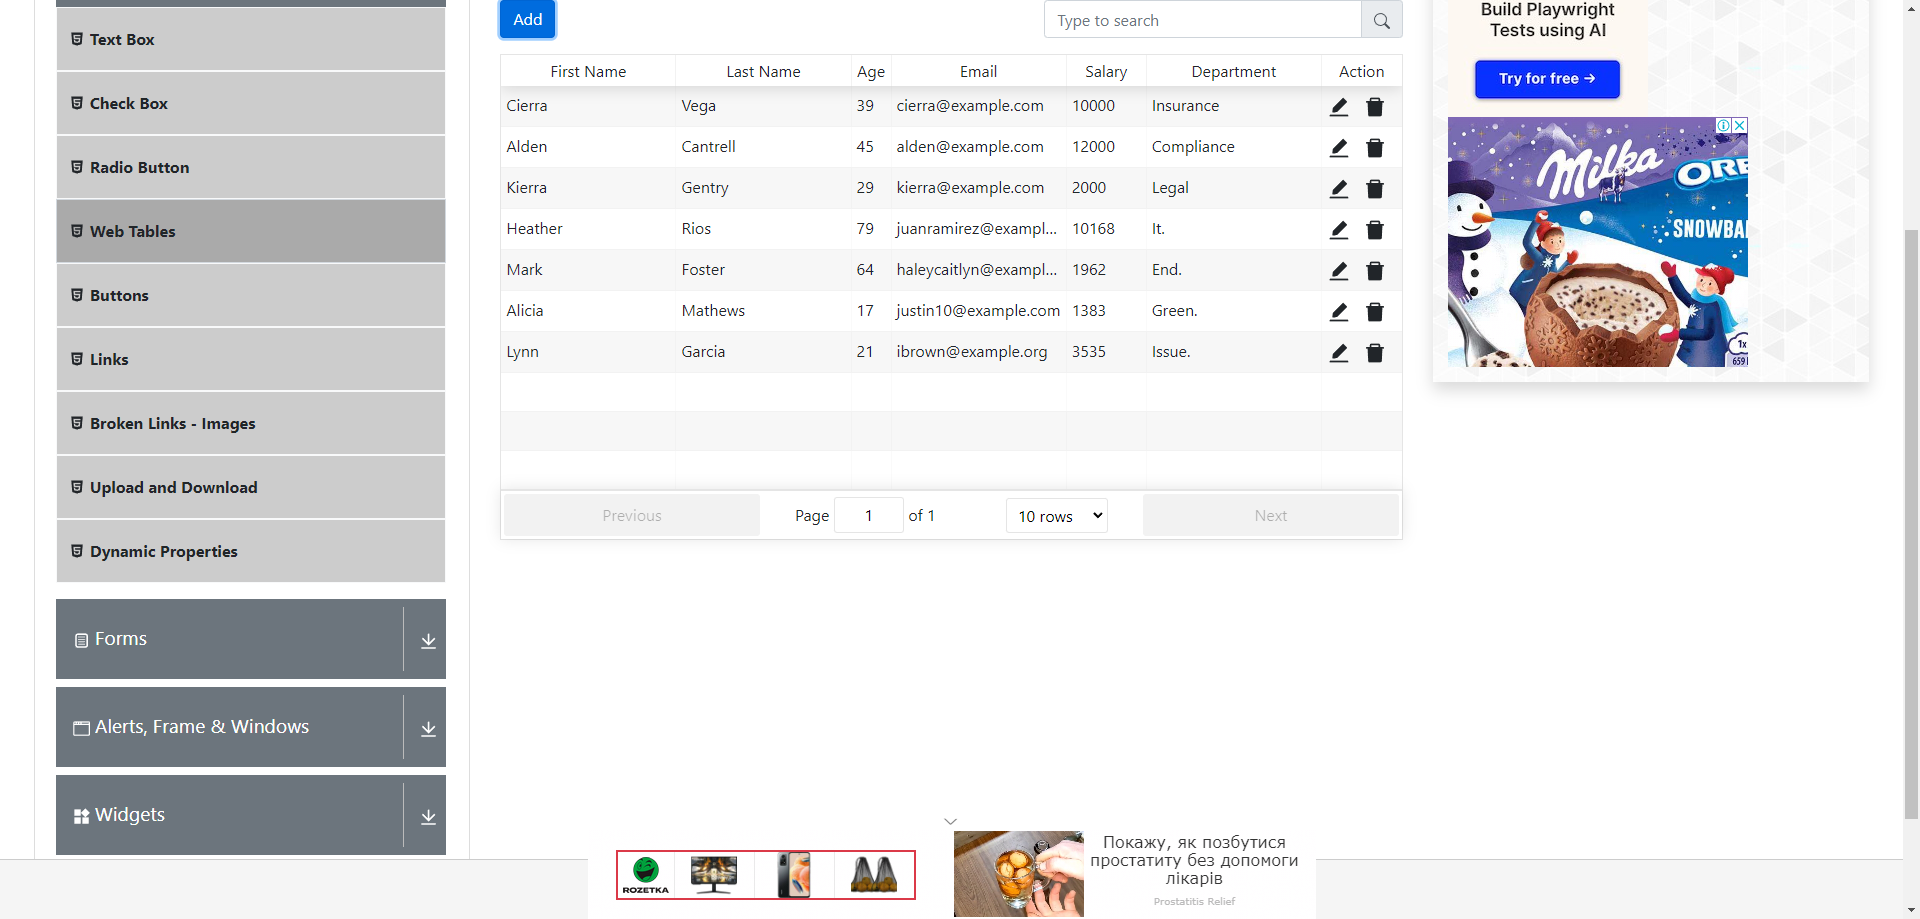 Text Box
Check Box
Radio Button
Web Tables
Buttons
Links
Broken Links - Images
Upload and Download
Dynamic Properties
Forms
Alerts, Frame & Windows
Widgets
Add
Type to search
First Name Last Name Age Email Salary Department Action
Cierra Vega 39 cierra@example.com 10000 Insurance
Alden Cantrell 45 alden@example.com 12000 Compliance
Kierra Gentry 29 kierra@example.com 2000 Legal
Heather Rios 79 juanramirez@exampl... 10168 It.
Mark Foster 64 haleycaitlyn@exampl... 1962 End.
Alicia Mathews 17 justin10@example.com 1383 Green.
Lynn Garcia 21 ibrown@example.org 3535 Issue.
Previous Page 1 of 1 10 rows Next
Build Playwright
Tests using AI
Try for free →
Milka
ORE
SNOWBA
1x
659
ROZETKA
Покажу, як позбутися
простатиту без допомоги
лікарів
Prostatitis Relief